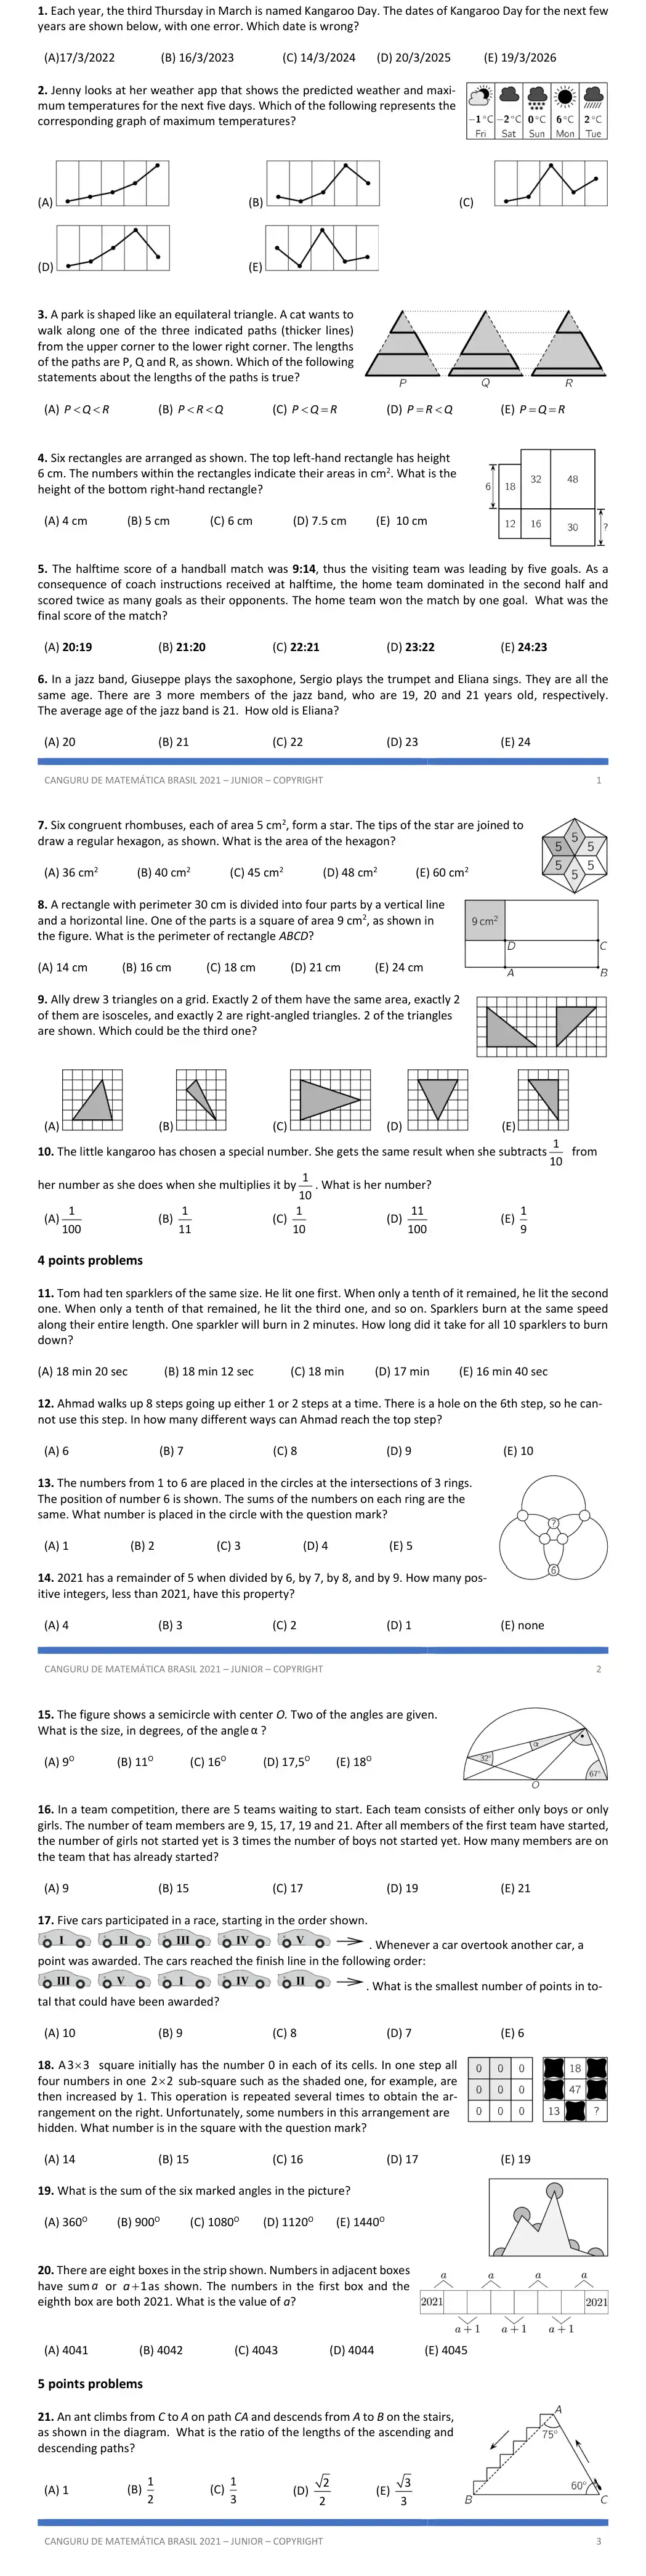 1. Each year, the third Thursday in March is named Kangaroo Day. The dates of Kangaroo Day for the next few
years are shown below, with one error. Which date is wrong?
(A)17/3/2022 (B) 16/3/2023 (C) 14/3/2024 (D) 20/3/2025 (E) 19/3/2026
2. Jenny looks at her weather app that shows the predicted weather and maxi-
mum temperatures for the next five days. Which of the following represents the
corresponding graph of maximum temperatures?
-1 °C -2 °C 0 °C 6 °C 2 °C
Fri Sat Sun Mon Tue
(A) (B) (C)
(D) (E)
3. A park is shaped like an equilateral triangle. A cat wants to
walk along one of the three indicated paths (thicker lines)
from the upper corner to the lower right corner. The lengths
of the paths are P, Q and R, as shown. Which of the following
statements about the lengths of the paths is true?
P Q R
(A) P < Q < R (B) P < R < Q (C) P < Q = R (D) P = R < Q (E) P = Q = R
4. Six rectangles are arranged as shown. The top left-hand rectangle has height
6 cm. The numbers within the rectangles indicate their areas in cm². What is the
height of the bottom right-hand rectangle?
6 18 32 48
12 16 30 ?
(A) 4 cm (B) 5 cm (C) 6 cm (D) 7.5 cm (E) 10 cm
5. The halftime score of a handball match was 9:14, thus the visiting team was leading by five goals. As a
consequence of coach instructions received at halftime, the home team dominated in the second half and
scored twice as many goals as their opponents. The home team won the match by one goal. What was the
final score of the match?
(A) 20:19 (B) 21:20 (C) 22:21 (D) 23:22 (E) 24:23
6. In a jazz band, Giuseppe plays the saxophone, Sergio plays the trumpet and Eliana sings. They are all the
same age. There are 3 more members of the jazz band, who are 19, 20 and 21 years old, respectively.
The average age of the jazz band is 21. How old is Eliana?
(A) 20 (B) 21 (C) 22 (D) 23 (E) 24
CANGURU DE MATEMÁTICA BRASIL 2021 – JUNIOR – COPYRIGHT 1
7. Six congruent rhombuses, each of area 5 cm², form a star. The tips of the star are joined to
draw a regular hexagon, as shown. What is the area of the hexagon?
5 5 5 5 5 5
(A) 36 cm² (B) 40 cm² (C) 45 cm² (D) 48 cm² (E) 60 cm²
8. A rectangle with perimeter 30 cm is divided into four parts by a vertical line
and a horizontal line. One of the parts is a square of area 9 cm², as shown in
the figure. What is the perimeter of rectangle ABCD?
9 cm²
D C
A B
(A) 14 cm (B) 16 cm (C) 18 cm (D) 21 cm (E) 24 cm
9. Ally drew 3 triangles on a grid. Exactly 2 of them have the same area, exactly 2
of them are isosceles, and exactly 2 are right-angled triangles. 2 of the triangles
are shown. Which could be the third one?
(A) (B) (C) (D) (E)
10. The little kangaroo has chosen a special number. She gets the same result when she subtracts 1/10 from
her number as she does when she multiplies it by 1/10 . What is her number?
(A) 1/100 (B) 1/11 (C) 1/10 (D) 11/100 (E) 1/9
4 points problems
11. Tom had ten sparklers of the same size. He lit one first. When only a tenth of it remained, he lit the second
one. When only a tenth of that remained, he lit the third one, and so on. Sparklers burn at the same speed
along their entire length. One sparkler will burn in 2 minutes. How long did it take for all 10 sparklers to burn
down?
(A) 18 min 20 sec (B) 18 min 12 sec (C) 18 min (D) 17 min (E) 16 min 40 sec
12. Ahmad walks up 8 steps going up either 1 or 2 steps at a time. There is a hole on the 6th step, so he can-
not use this step. In how many different ways can Ahmad reach the top step?
(A) 6 (B) 7 (C) 8 (D) 9 (E) 10
13. The numbers from 1 to 6 are placed in the circles at the intersections of 3 rings.
The position of number 6 is shown. The sums of the numbers on each ring are the
same. What number is placed in the circle with the question mark?
?
6
(A) 1 (B) 2 (C) 3 (D) 4 (E) 5
14. 2021 has a remainder of 5 when divided by 6, by 7, by 8, and by 9. How many pos-
itive integers, less than 2021, have this property?
(A) 4 (B) 3 (C) 2 (D) 1 (E) none
CANGURU DE MATEMÁTICA BRASIL 2021 – JUNIOR – COPYRIGHT 2
15. The figure shows a semicircle with center O. Two of the angles are given.
What is the size, in degrees, of the angle α ?
32° α 67° O
(A) 9° (B) 11° (C) 16° (D) 17,5° (E) 18°
16. In a team competition, there are 5 teams waiting to start. Each team consists of either only boys or only
girls. The number of team members are 9, 15, 17, 19 and 21. After all members of the first team have started,
the number of girls not started yet is 3 times the number of boys not started yet. How many members are on
the team that has already started?
(A) 9 (B) 15 (C) 17 (D) 19 (E) 21
17. Five cars participated in a race, starting in the order shown.
I II III IV V . Whenever a car overtook another car, a
point was awarded. The cars reached the finish line in the following order:
III V I IV II . What is the smallest number of points in to-
tal that could have been awarded?
(A) 10 (B) 9 (C) 8 (D) 7 (E) 6
18. A 3×3 square initially has the number 0 in each of its cells. In one step all
four numbers in one 2×2 sub-square such as the shaded one, for example, are
then increased by 1. This operation is repeated several times to obtain the ar-
rangement on the right. Unfortunately, some numbers in this arrangement are
hidden. What number is in the square with the question mark?
0 0 0 18
0 0 0 47
0 0 0 13 ?
(A) 14 (B) 15 (C) 16 (D) 17 (E) 19
19. What is the sum of the six marked angles in the picture?
(A) 360° (B) 900° (C) 1080° (D) 1120° (E) 1440°
20. There are eight boxes in the strip shown. Numbers in adjacent boxes
have sum a or a+1as shown. The numbers in the first box and the
eighth box are both 2021. What is the value of a?
a a a a
2021 2021
a + 1 a + 1 a + 1
(A) 4041 (B) 4042 (C) 4043 (D) 4044 (E) 4045
5 points problems
21. An ant climbs from C to A on path CA and descends from A to B on the stairs,
as shown in the diagram. What is the ratio of the lengths of the ascending and
descending paths?
A
75°
60°
B C
(A) 1 (B) 1/2 (C) 1/3 (D) √2/2 (E) √3/3
CANGURU DE MATEMÁTICA BRASIL 2021 – JUNIOR – COPYRIGHT 3